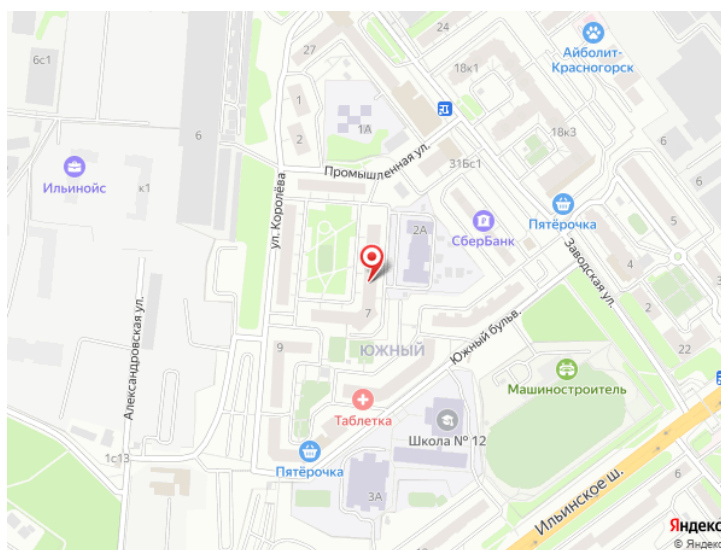 6с1
27
24
18к1
Айболит-
Красногорск
1
2
1А
6
18к3
31Бс1
Промышленная ул.
Ильинойс
к1
ул. Королёва
2А
СберБанк
Пятёрочка
5
4
Заводская ул.
2
22
Александровская ул.
7
9
ЮЖНЫЙ
Южный бульв.
Машиностроитель
Таблетка
Школа № 12
Пятёрочка
1с13
3А
Ильинское ш.
6
Яндекс
© Яндекс